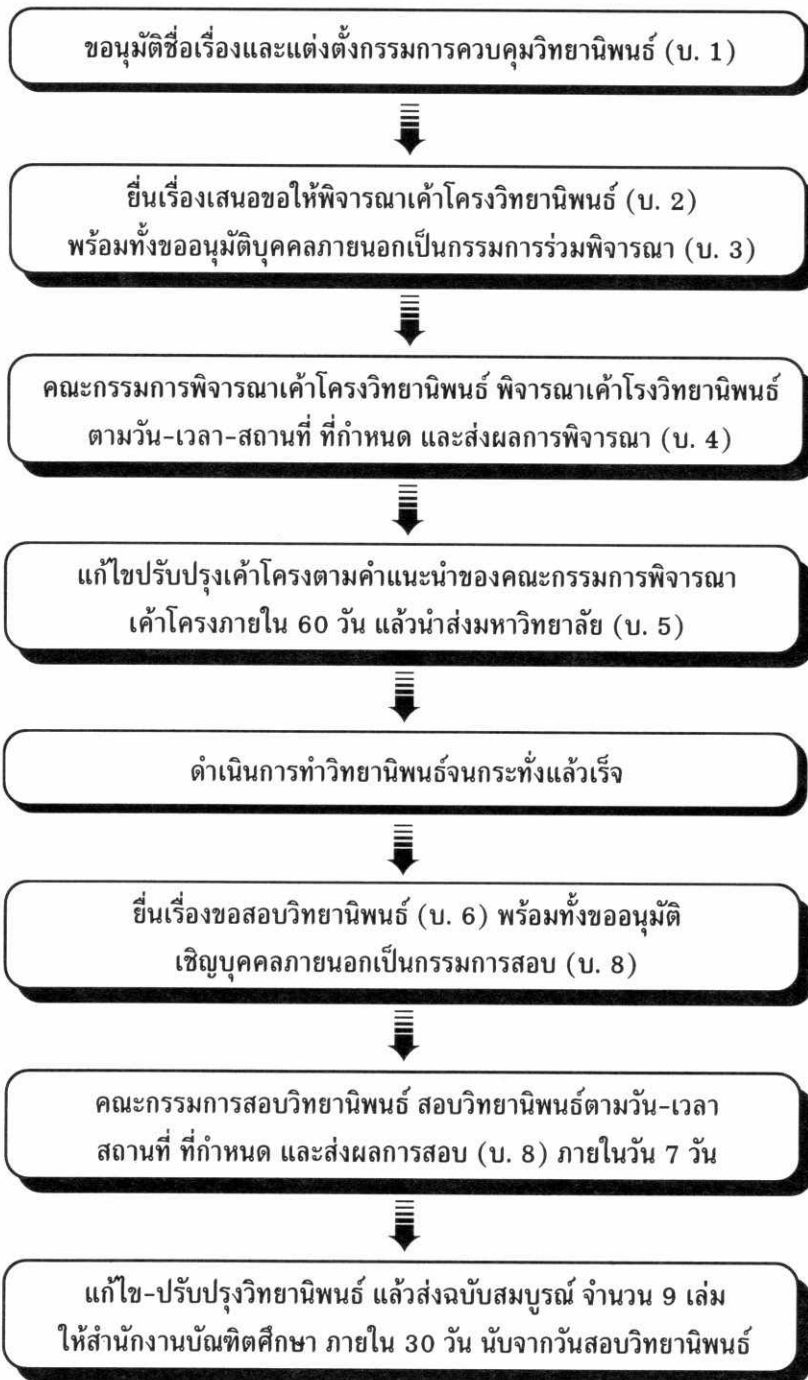 ขอนุมัติชื่อเรื่องและแต่งตั้งกรรมการควบคุมวิทยานิพนธ์ (บ. 1)
ยื่นเรื่องเสนอขอให้พิจารณาเค้าโครงวิทยานิพนธ์ (บ. 2)
พร้อมทั้งขออนุมัติบุคคลภายนอกเป็นกรรมการร่วมพิจารณา (บ. 3)
คณะกรรมการพิจารณาเค้าโครงวิทยานิพนธ์ พิจารณาเค้าโรงวิทยานิพนธ์
ตามวัน-เวลา-สถานที่ ที่กำหนด และส่งผลการพิจารณา (บ. 4)
แก้ไขปรับปรุงเค้าโครงตามคำแนะนำของคณะกรรมการพิจารณา
เค้าโครงภายใน 60 วัน แล้วนำส่งมหาวิทยาลัย (บ. 5)
ดำเนินการทำวิทยานิพนธ์จนกระทั่งแล้วเร็จ
ยื่นเรื่องขอสอบวิทยานิพนธ์ (บ. 6) พร้อมทั้งขออนุมัติ
เชิญบุคคลภายนอกเป็นกรรมการสอบ (บ. 8)
คณะกรรมการสอบวิทยานิพนธ์ สอบวิทยานิพนธ์ตามวัน-เวลา
สถานที่ ที่กำหนด และส่งผลการสอบ (บ. 8) ภายในวัน 7 วัน
แก้ไข-ปรับปรุงวิทยานิพนธ์ แล้วส่งฉบับสมบูรณ์ จำนวน 9 เล่ม
ให้สำนักงานบัณฑิตศึกษา ภายใน 30 วัน นับจากวันสอบวิทยานิพนธ์